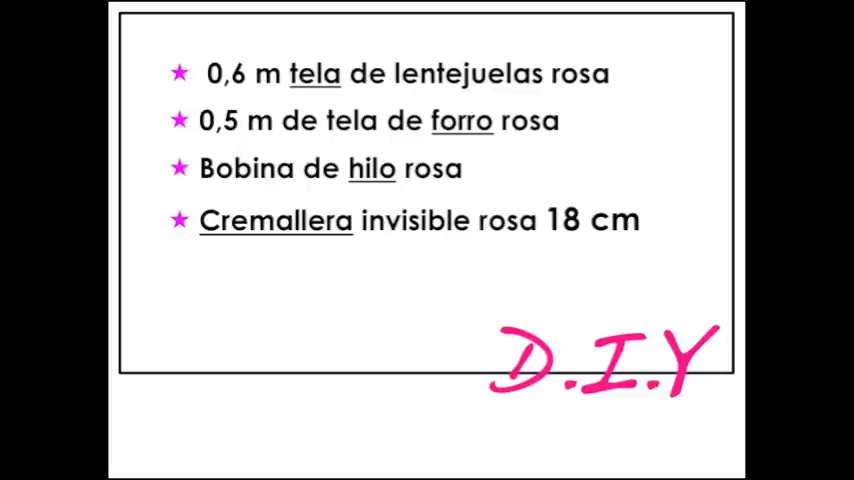 ★ 0,6 m tela de lentejuelas rosa
★ 0,5 m de tela de forro rosa
★ Bobina de hilo rosa
★ Cremallera invisible rosa 18 cm
D.I.Y